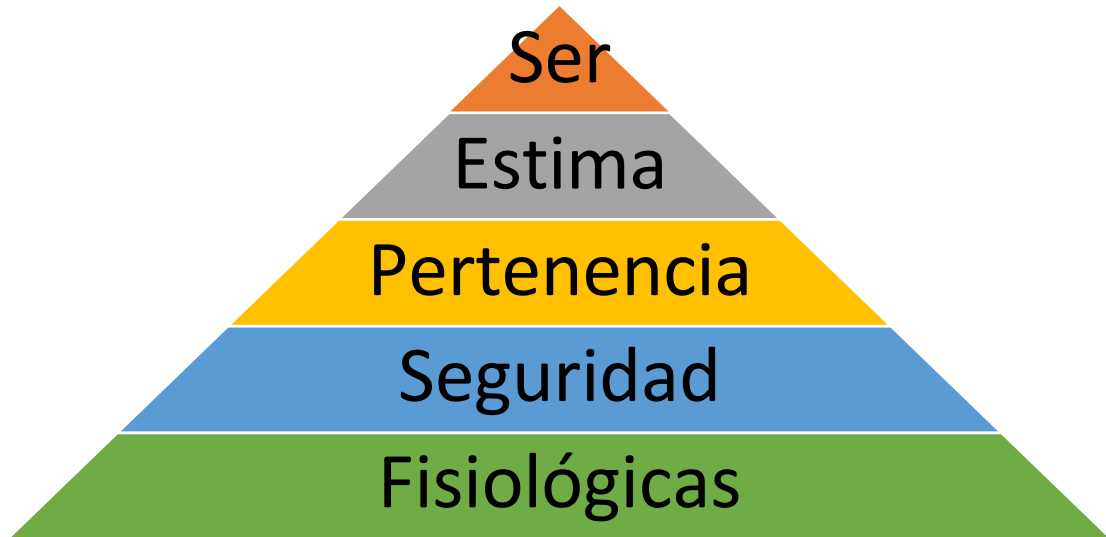 Ser
Estima
Pertenencia
Seguridad
Fisiológicas